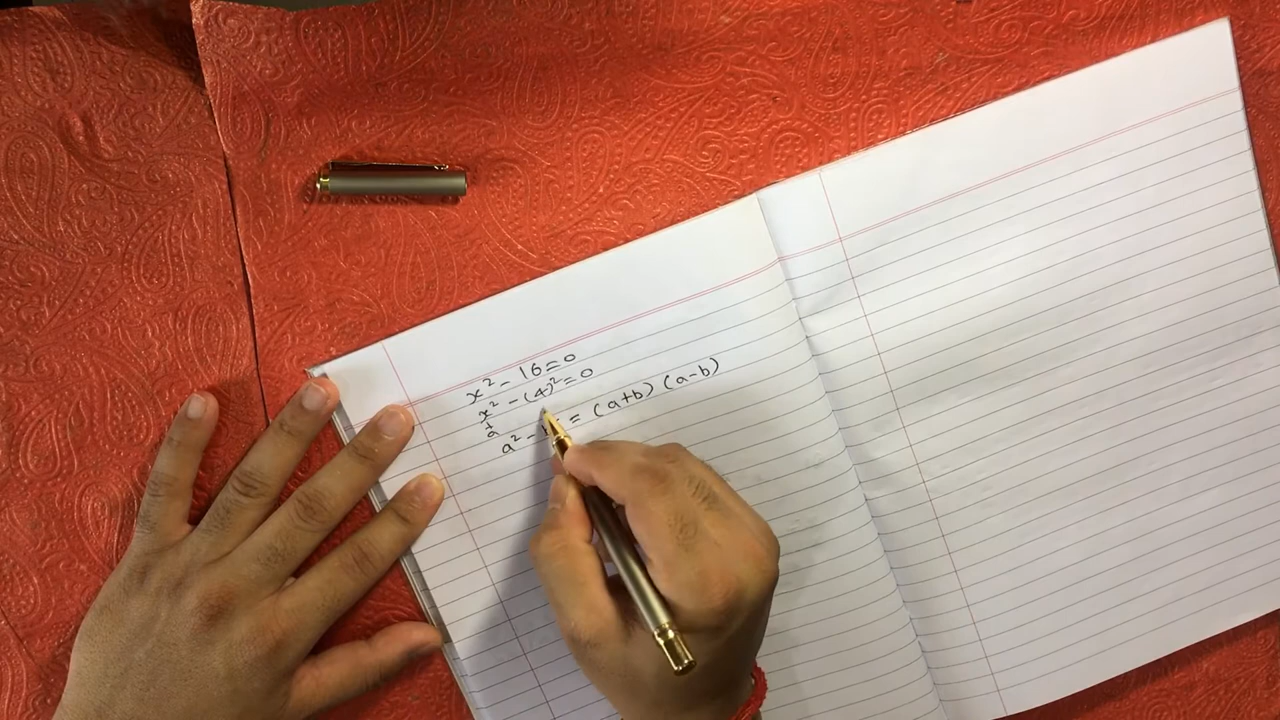 x² - 16 = 0
x² - (4)² = 0
↓
a
a² - = (a+b) (a-b)